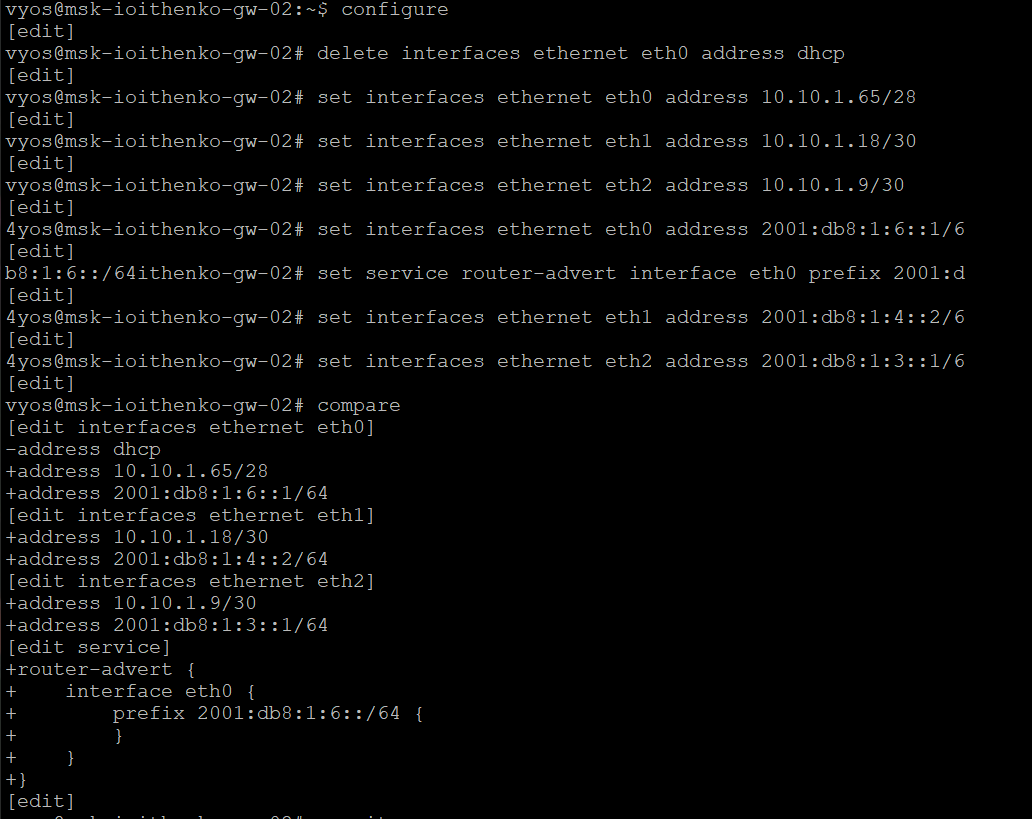 vyos@msk-ioithenko-gw-02:~$ configure
[edit]
vyos@msk-ioithenko-gw-02# delete interfaces ethernet eth0 address dhcp
[edit]
vyos@msk-ioithenko-gw-02# set interfaces ethernet eth0 address 10.10.1.65/28
[edit]
vyos@msk-ioithenko-gw-02# set interfaces ethernet eth1 address 10.10.1.18/30
[edit]
vyos@msk-ioithenko-gw-02# set interfaces ethernet eth2 address 10.10.1.9/30
[edit]
4yos@msk-ioithenko-gw-02# set interfaces ethernet eth0 address 2001:db8:1:6::1/6
[edit]
b8:1:6::/64ithenko-gw-02# set service router-advert interface eth0 prefix 2001:d
[edit]
4yos@msk-ioithenko-gw-02# set interfaces ethernet eth1 address 2001:db8:1:4::2/6
[edit]
4yos@msk-ioithenko-gw-02# set interfaces ethernet eth2 address 2001:db8:1:3::1/6
[edit]
vyos@msk-ioithenko-gw-02# compare
[edit interfaces ethernet eth0]
-address dhcp
+address 10.10.1.65/28
+address 2001:db8:1:6::1/64
[edit interfaces ethernet eth1]
+address 10.10.1.18/30
+address 2001:db8:1:4::2/64
[edit interfaces ethernet eth2]
+address 10.10.1.9/30
+address 2001:db8:1:3::1/64
[edit service]
+router-advert {
+    interface eth0 {
+        prefix 2001:db8:1:6::/64 {
+        }
+    }
+}
[edit]